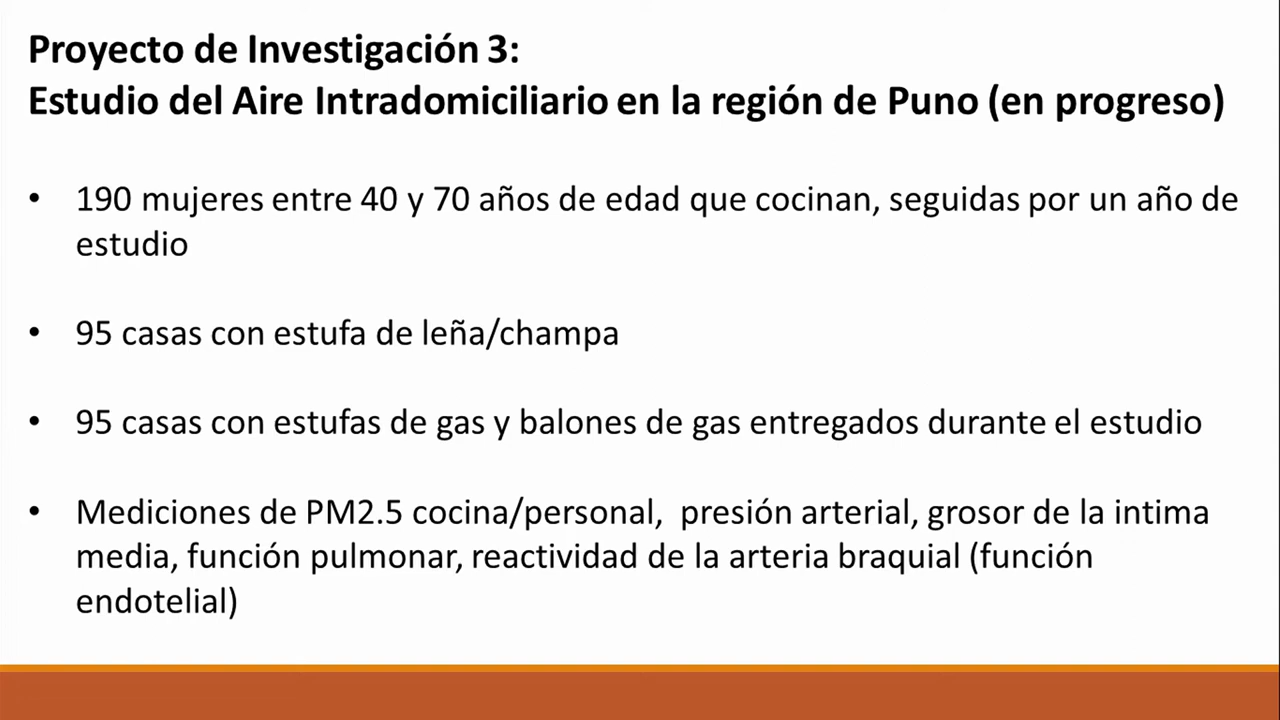 Proyecto de Investigación 3:
Estudio del Aire Intradomiciliario en la región de Puno (en progreso)
• 190 mujeres entre 40 y 70 años de edad que cocinan, seguidas por un año de
estudio
• 95 casas con estufa de leña/champa
• 95 casas con estufas de gas y balones de gas entregados durante el estudio
• Mediciones de PM2.5 cocina/personal, presión arterial, grosor de la intima
media, función pulmonar, reactividad de la arteria braquial (función
endotelial)